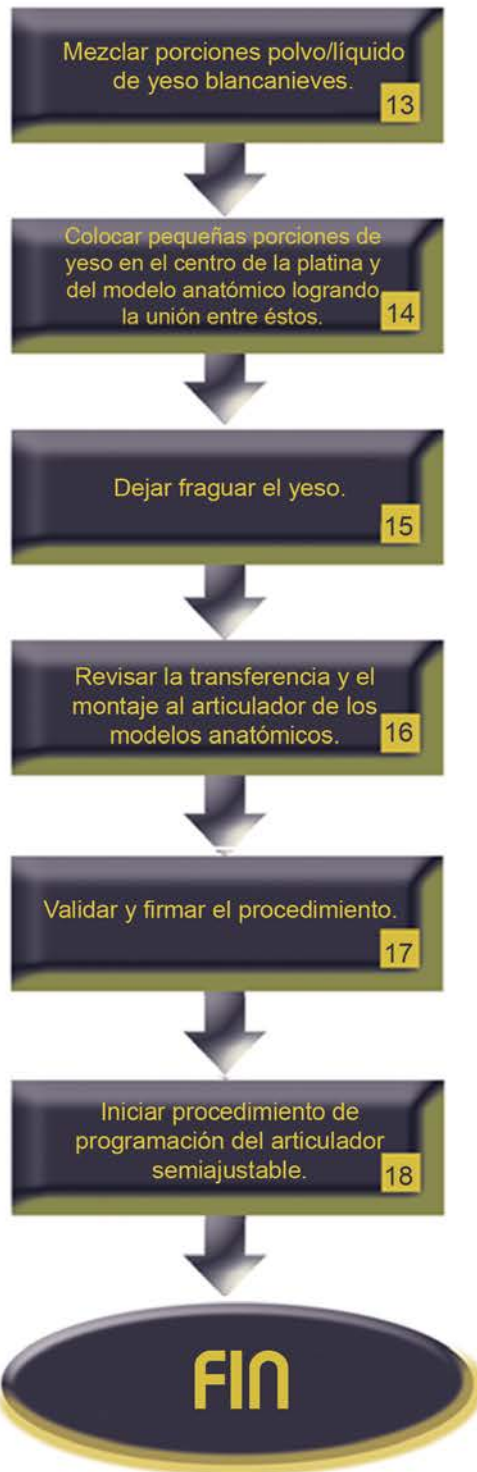 Mezclar porciones polvo/líquido
de yeso blancanieves.
13
Colocar pequeñas porciones de
yeso en el centro de la platina y
del modelo anatómico logrando
la unión entre éstos.
14
Dejar fraguar el yeso.
15
Revisar la transferencia y el
montaje al articulador de los
modelos anatómicos.
16
Validar y firmar el procedimiento.
17
Iniciar procedimiento de
programación del articulador
semiajustable.
18
FIN